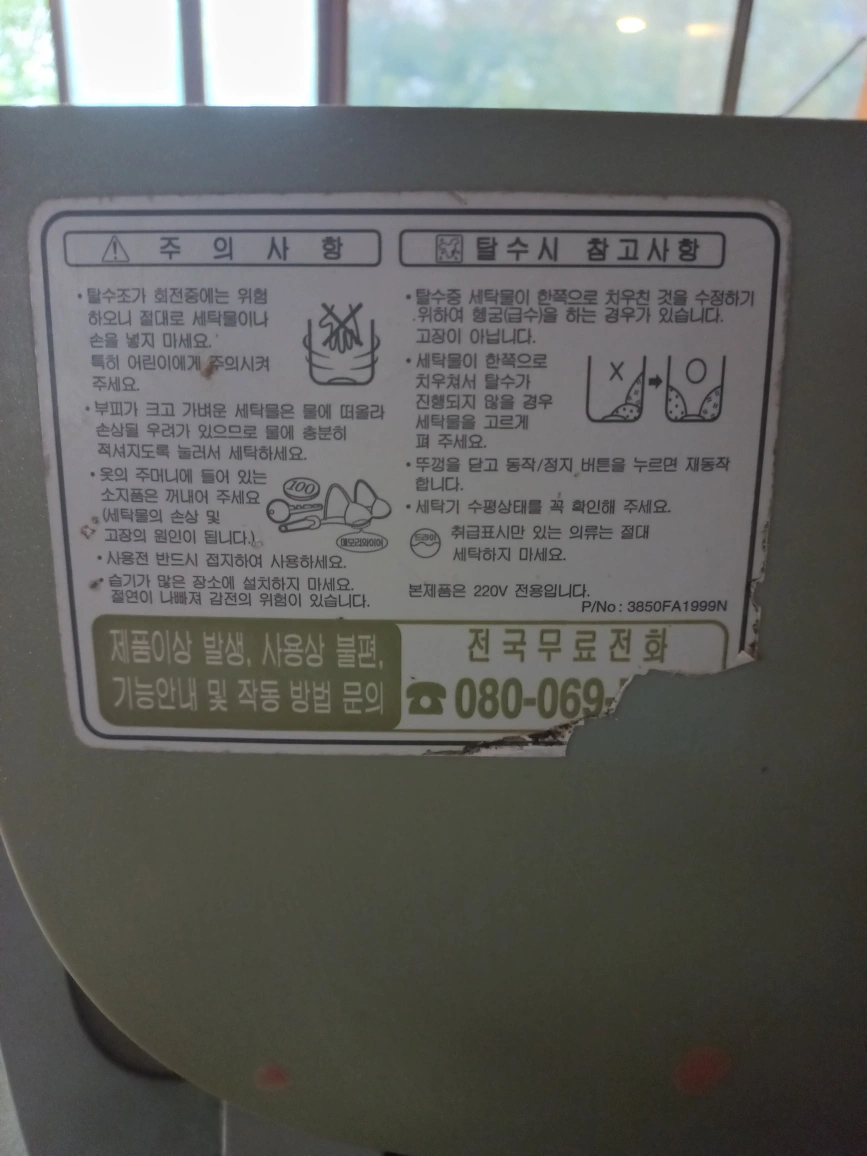 주 의 사 항
• 탈수조가 회전중에는 위험
하오니 절대로 세탁물이나
손을 넣지 마세요.
특히 어린이에게 주의시켜
주세요.
• 부피가 크고 가벼운 세탁물은 물에 떠올라
손상될 우려가 있으므로 물에 충분히
적셔지도록 눌러서 세탁하세요.
• 옷의 주머니에 들어 있는
소지품은 꺼내어 주세요
(세탁물의 손상 및
고장의 원인이 됩니다.)
100
메모리와이어
• 사용전 반드시 접지하여 사용하세요.
• 습기가 많은 장소에 설치하지 마세요.
절연이 나빠져 감전의 위험이 있습니다.
탈수시 참고사항
• 탈수중 세탁물이 한쪽으로 치우친 것을 수정하기
위하여 헹굼(급수)을 하는 경우가 있습니다.
고장이 아닙니다.
• 세탁물이 한쪽으로
치우쳐서 탈수가
진행되지 않을 경우
세탁물을 고르게
펴 주세요.
X O
• 뚜껑을 닫고 동작/정지 버튼을 누르면 재동작
합니다.
• 세탁기 수평상태를 꼭 확인해 주세요.
드라이 취급표시만 있는 의류는 절대
세탁하지 마세요.
본제품은 220V 전용입니다.
P/No : 3850FA1999N
제품이상 발생, 사용상 불편,
기능안내 및 작동 방법 문의
전국무료전화
☎ 080-069-